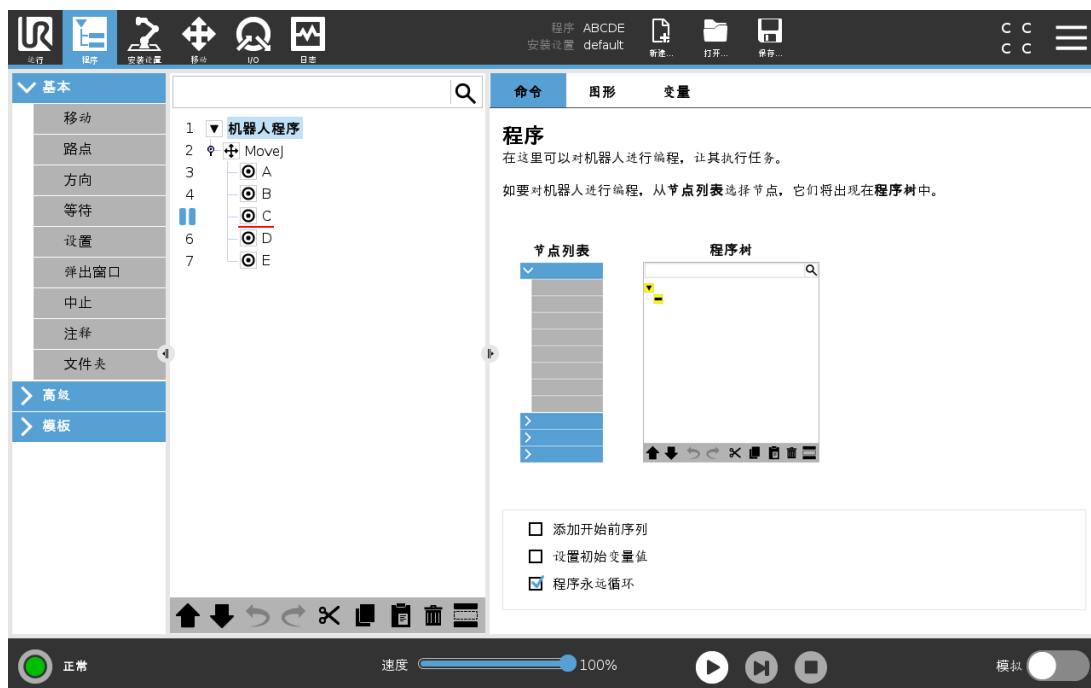 UR
运行
程序
安装设置
移动
I/O
日志
程序 ABCDE
安装设置 default
新建...
打开...
保存...
C C
C C
基本
移动
路点
方向
等待
设置
弹出窗口
中止
注释
文件夹
高级
模板
1 机器人程序
2 MoveJ
3 A
4 B
C
6 D
7 E
命令 图形 变量
程序
在这里可以对机器人进行编程，让其执行任务。
如要对机器人进行编程，从节点列表选择节点，它们将出现在程序树中。
节点列表 程序树
添加开始前序列
设置初始变量值
程序永远循环
正常
速度 100%
模拟